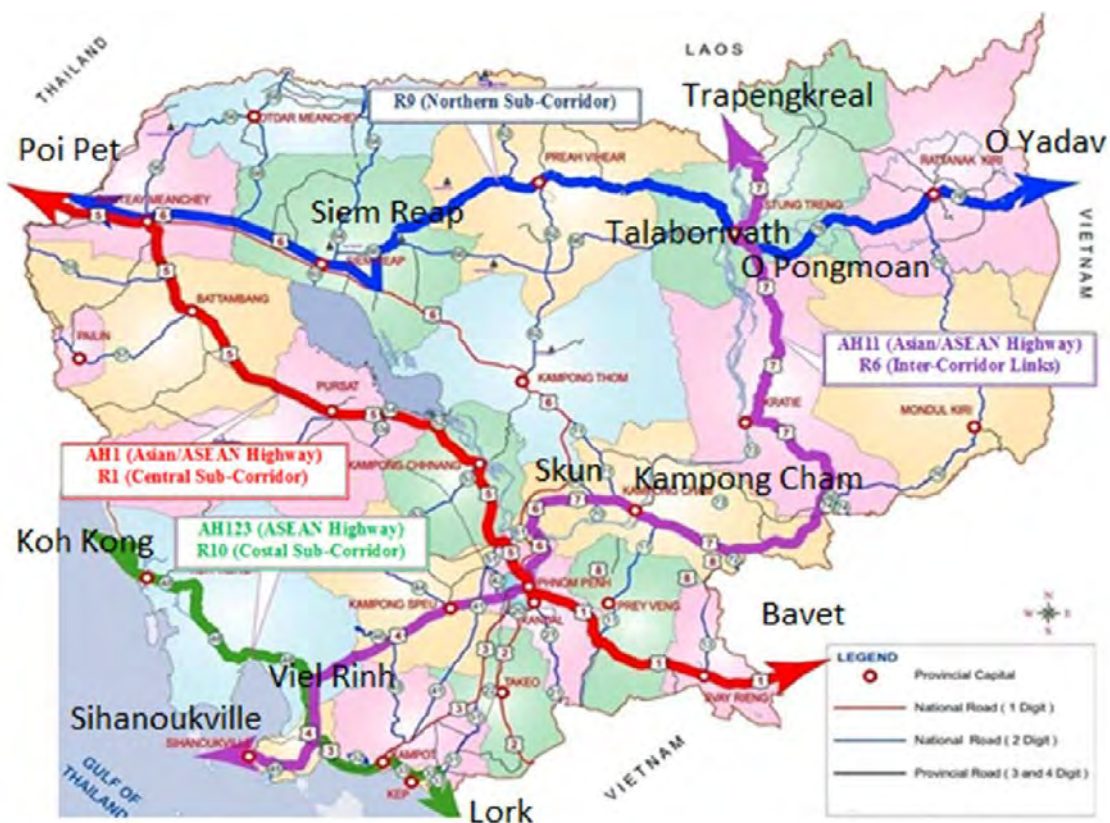 LAOS
THAILAND
Trapengkreal
R9 (Northern Sub-Corridor)
OTDAR MEANCHEY
Poi Pet
O Yadav
PREAH VIHEAR
RATTANAK KIRI
STUNG TRENG
Siem Reap
Talaborivath
SIEM REAP
O Pongmoan
VIETNAM
BATTAMBANG
PAILIN
AH11 (Asian/ASEAN Highway)
R6 (Inter-Corridor Links)
KAMPONG THOM
PURSAT
KRATIE
MONDUL KIRI
AH1 (Asian/ASEAN Highway)
R1 (Central Sub-Corridor)
KAMPONG CHHNANG
Skun
Kampong Cham
AH123 (ASEAN Highway)
R10 (Costal Sub-Corridor)
Koh Kong
PHNOM PENH
KAMPONG SPEU
KANDAL
PREY VENG
Bavet
Viel Rinh
TAKEO
SVAY RIENG
Sihanoukville
SIHANOUKVILLE
KAMPOT
KEP
GULF OF
THAILAND
Lork
VIETNAM
N
W E
S
LEGEND
Provincial Capital
National Road ( 1 Digit )
National Road ( 2 Digit )
Provincial Road ( 3 and 4 Digit )